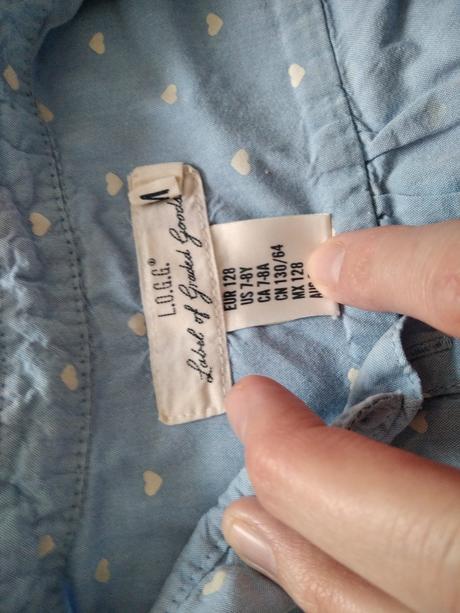 L.O.G.G.®
Label of Graded Goods
EUR 128
US 7-8Y
CA 7-8A
CN 130/64
MX 128